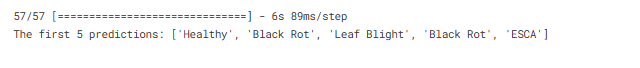 57/57 [==============================] - 6s 89ms/step
The first 5 predictions: ['Healthy', 'Black Rot', 'Leaf Blight', 'Black Rot', 'ESCA']